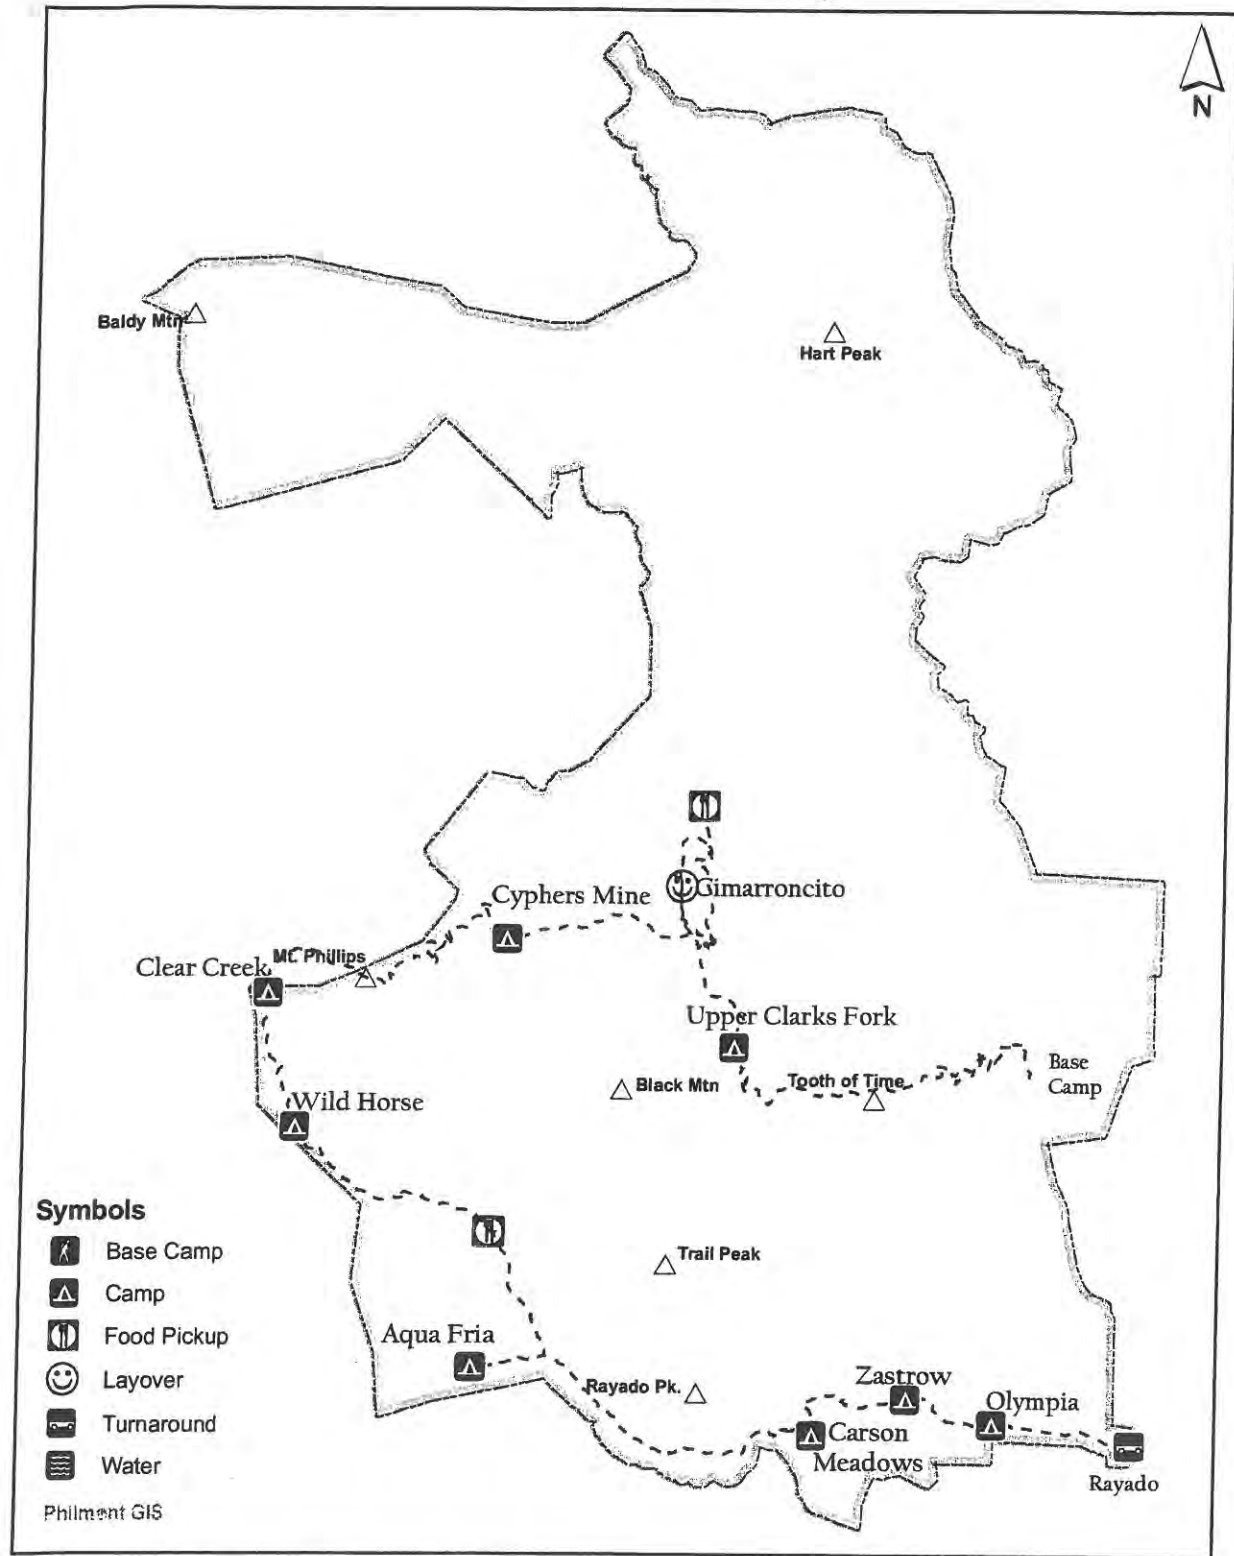 N
Baldy Mtn
Hart Peak
Cyphers Mine
Cimarroncito
Mt. Phillips
Clear Creek
Upper Clarks Fork
Black Mtn
Tooth of Time
Base
Camp
Wild Horse
Symbols
Base Camp
Camp
Food Pickup
Layover
Turnaround
Water
Trail Peak
Aqua Fria
Rayado Pk.
Zastrow
Olympia
Carson
Meadows
Rayado
Philmont GIS